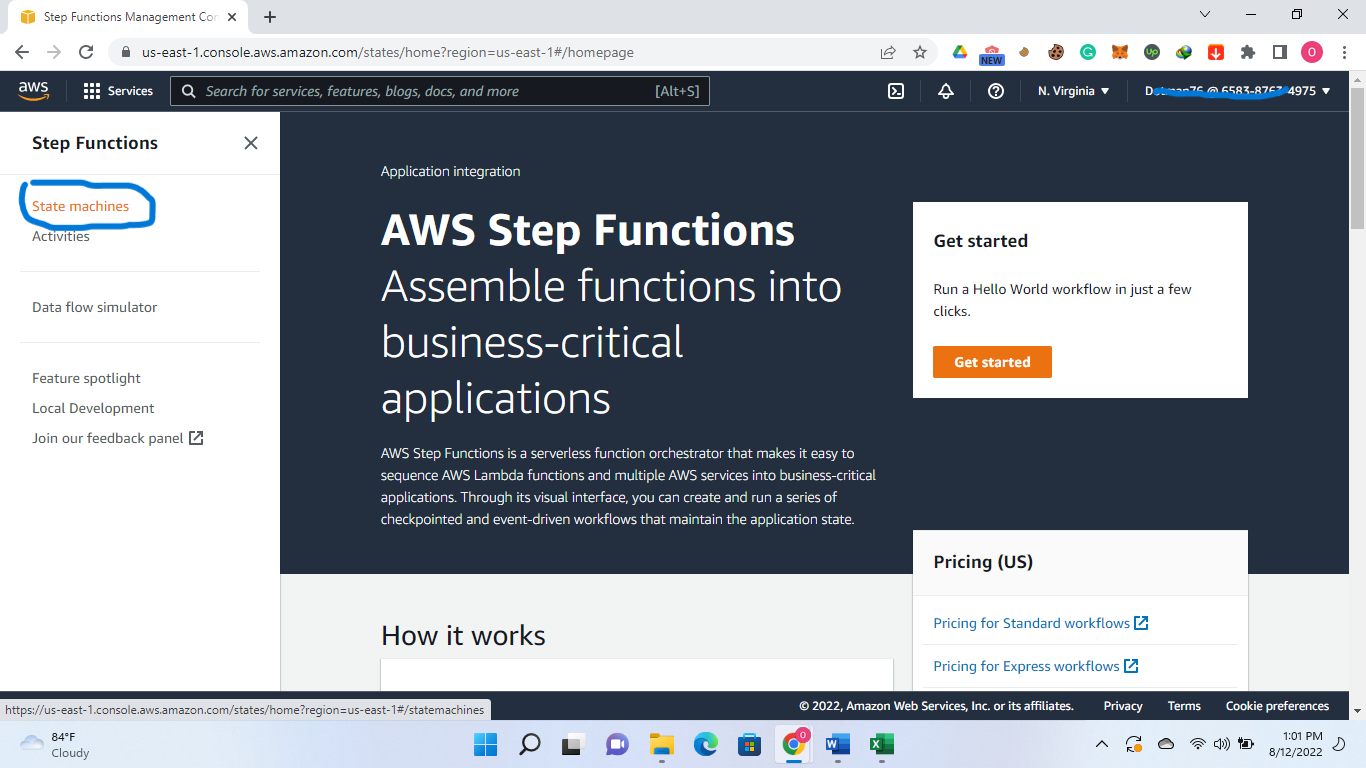 Step Functions Management Con
us-east-1.console.aws.amazon.com/states/home?region=us-east-1#/homepage
NEW
Up
O
aws
Services
Search for services, features, blogs, docs, and more
[Alt+S]
N. Virginia
4975
Step Functions
State machines
Activities
Data flow simulator
Feature spotlight
Local Development
Join our feedback panel
Application integration
AWS Step Functions
Assemble functions into
business-critical
applications
AWS Step Functions is a serverless function orchestrator that makes it easy to
sequence AWS Lambda functions and multiple AWS services into business-critical
applications. Through its visual interface, you can create and run a series of
checkpointed and event-driven workflows that maintain the application state.
Get started
Run a Hello World workflow in just a few
clicks.
Get started
Pricing (US)
Pricing for Standard workflows
Pricing for Express workflows
How it works
https://us-east-1.console.aws.amazon.com/states/home?region=us-east-1#/statemachines
© 2022, Amazon Web Services, Inc. or its affiliates.
Privacy
Terms
Cookie preferences
84°F
Cloudy
1:01 PM
8/12/2022